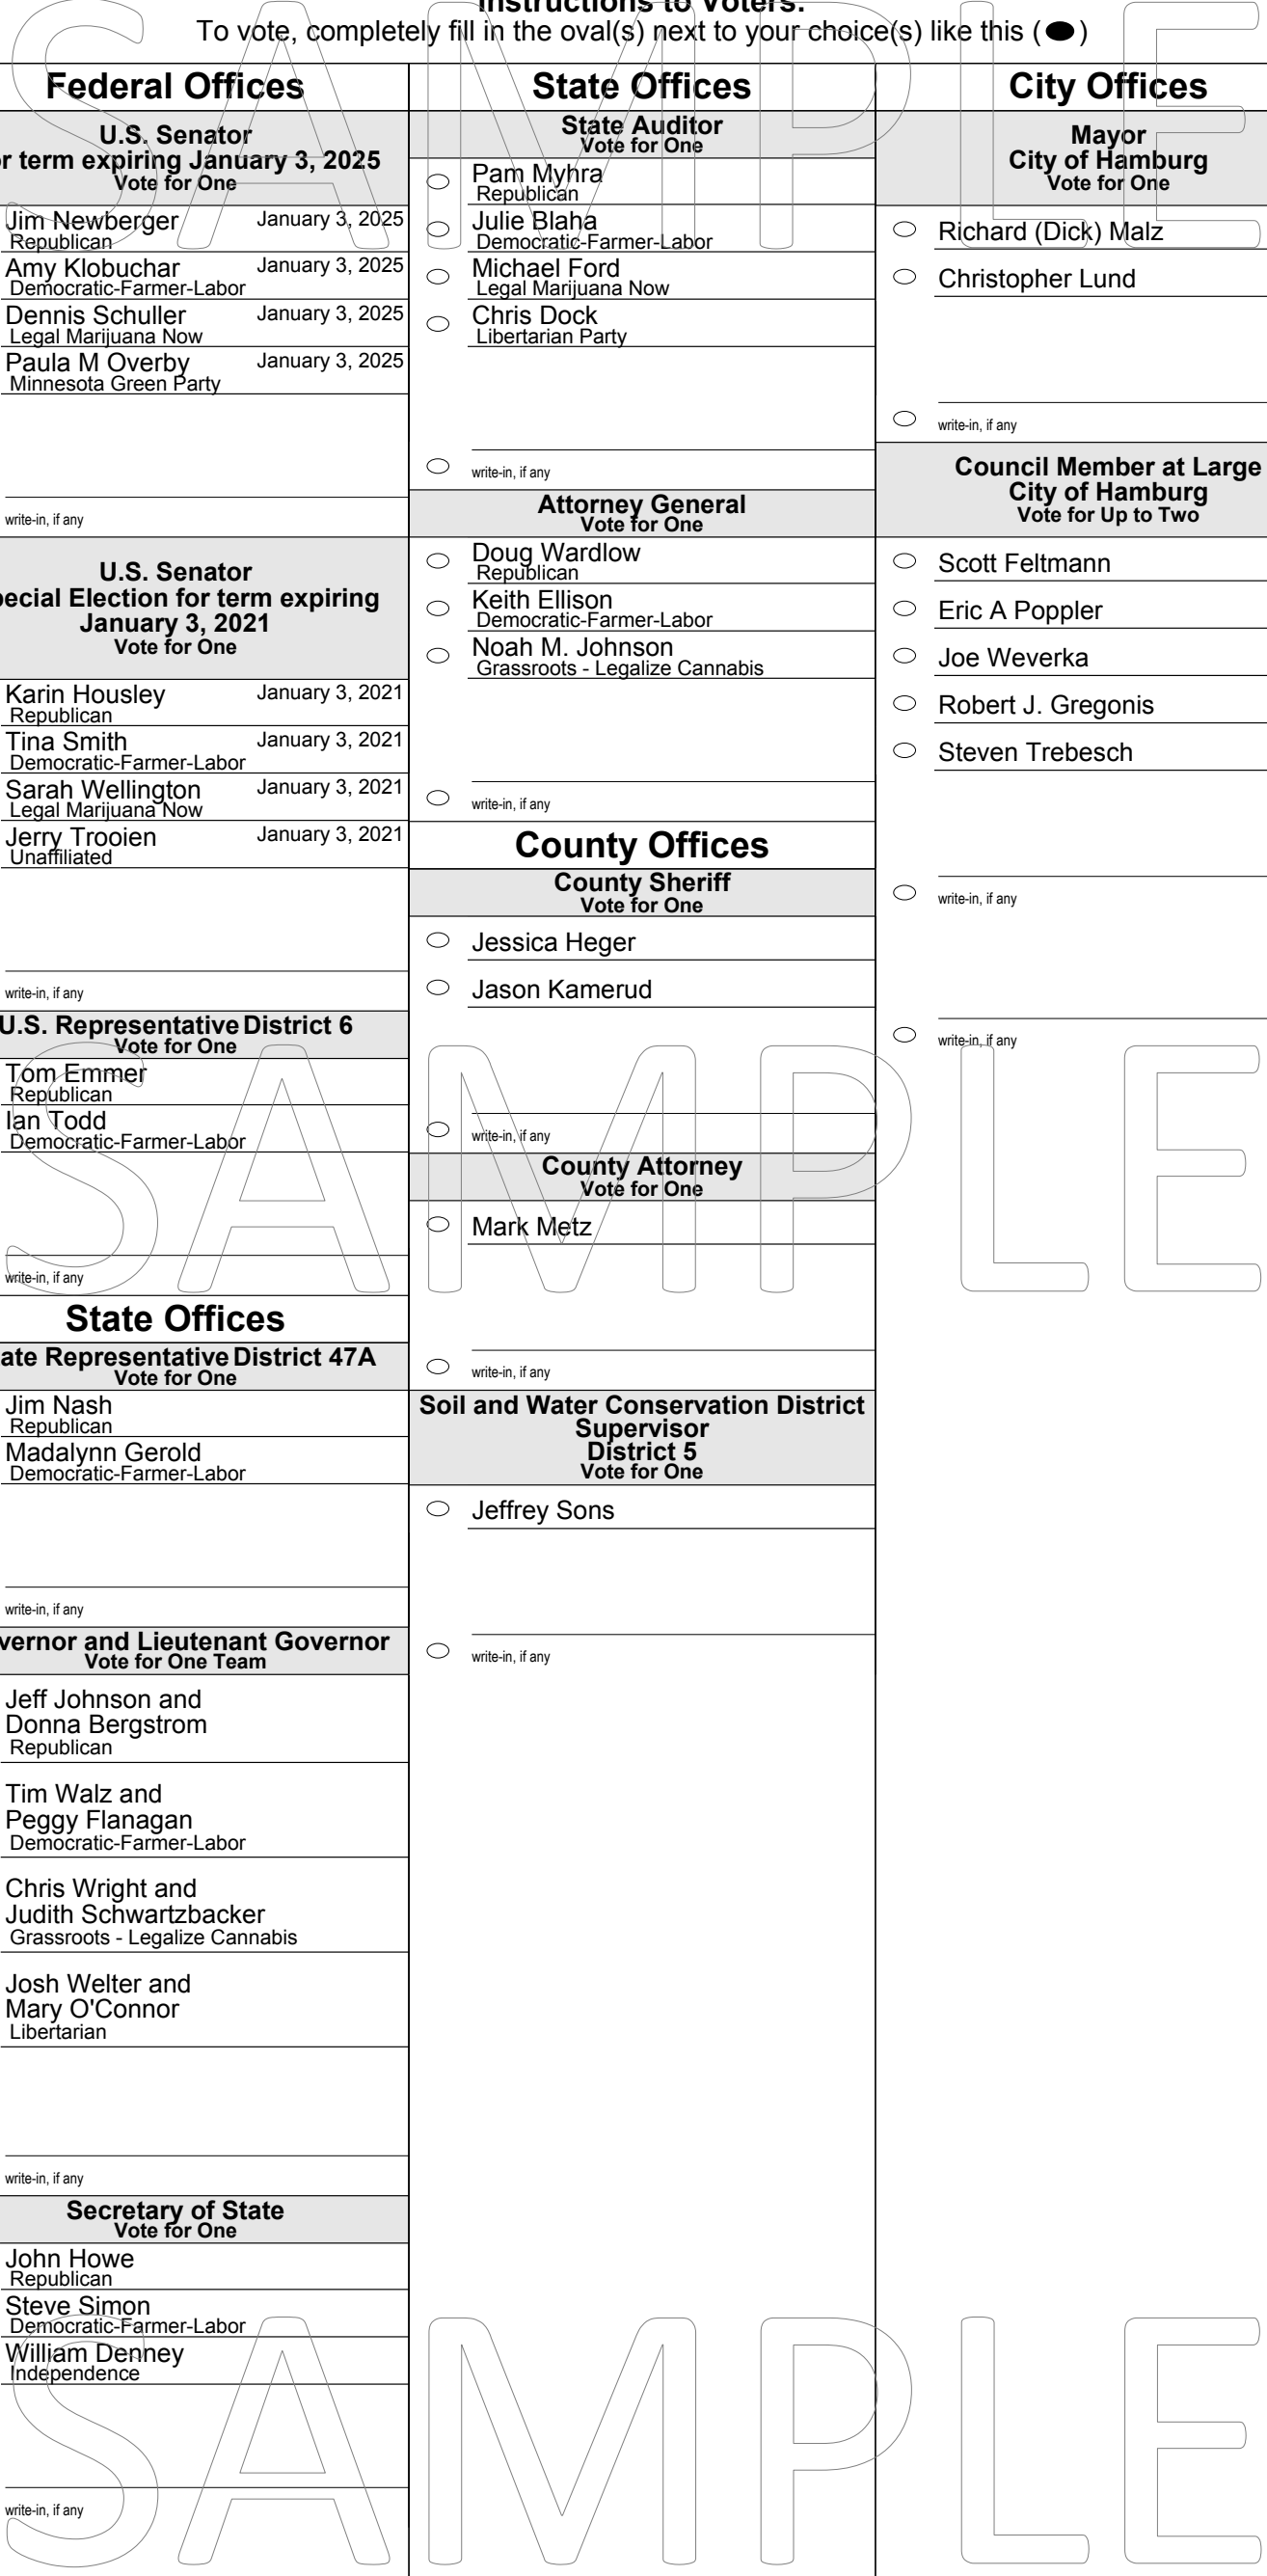 Instructions to Voters:
To vote, completely fill in the oval(s) next to your choice(s) like this ( )
Federal Offices
U.S. Senator
r term expiring January 3, 2025
Vote for One
Jim Newberger January 3, 2025
Republican
Amy Klobuchar January 3, 2025
Democratic-Farmer-Labor
Dennis Schuller January 3, 2025
Legal Marijuana Now
Paula M Overby January 3, 2025
Minnesota Green Party
write-in, if any
U.S. Senator
ecial Election for term expiring
January 3, 2021
Vote for One
Karin Housley January 3, 2021
Republican
Tina Smith January 3, 2021
Democratic-Farmer-Labor
Sarah Wellington January 3, 2021
Legal Marijuana Now
Jerry Trooien January 3, 2021
Unaffiliated
write-in, if any
U.S. Representative District 6
Vote for One
Tom Emmer
Republican
Ian Todd
Democratic-Farmer-Labor
write-in, if any
State Offices
ate Representative District 47A
Vote for One
Jim Nash
Republican
Madalynn Gerold
Democratic-Farmer-Labor
write-in, if any
vernor and Lieutenant Governor
Vote for One Team
Jeff Johnson and
Donna Bergstrom
Republican
Tim Walz and
Peggy Flanagan
Democratic-Farmer-Labor
Chris Wright and
Judith Schwartzbacker
Grassroots - Legalize Cannabis
Josh Welter and
Mary O'Connor
Libertarian
write-in, if any
Secretary of State
Vote for One
John Howe
Republican
Steve Simon
Democratic-Farmer-Labor
William Denney
Independence
write-in, if any
State Offices
State Auditor
Vote for One
Pam Myhra
Republican
Julie Blaha
Democratic-Farmer-Labor
Michael Ford
Legal Marijuana Now
Chris Dock
Libertarian Party
write-in, if any
Attorney General
Vote for One
Doug Wardlow
Republican
Keith Ellison
Democratic-Farmer-Labor
Noah M. Johnson
Grassroots - Legalize Cannabis
write-in, if any
County Offices
County Sheriff
Vote for One
Jessica Heger
Jason Kamerud
write-in, if any
County Attorney
Vote for One
Mark Metz
write-in, if any
Soil and Water Conservation District
Supervisor
District 5
Vote for One
Jeffrey Sons
write-in, if any
City Offices
Mayor
City of Hamburg
Vote for One
Richard (Dick) Malz
Christopher Lund
write-in, if any
Council Member at Large
City of Hamburg
Vote for Up to Two
Scott Feltmann
Eric A Poppler
Joe Weverka
Robert J. Gregonis
Steven Trebesch
write-in, if any
write-in, if any
SAMPLE
SAMPLE
SAMPLE